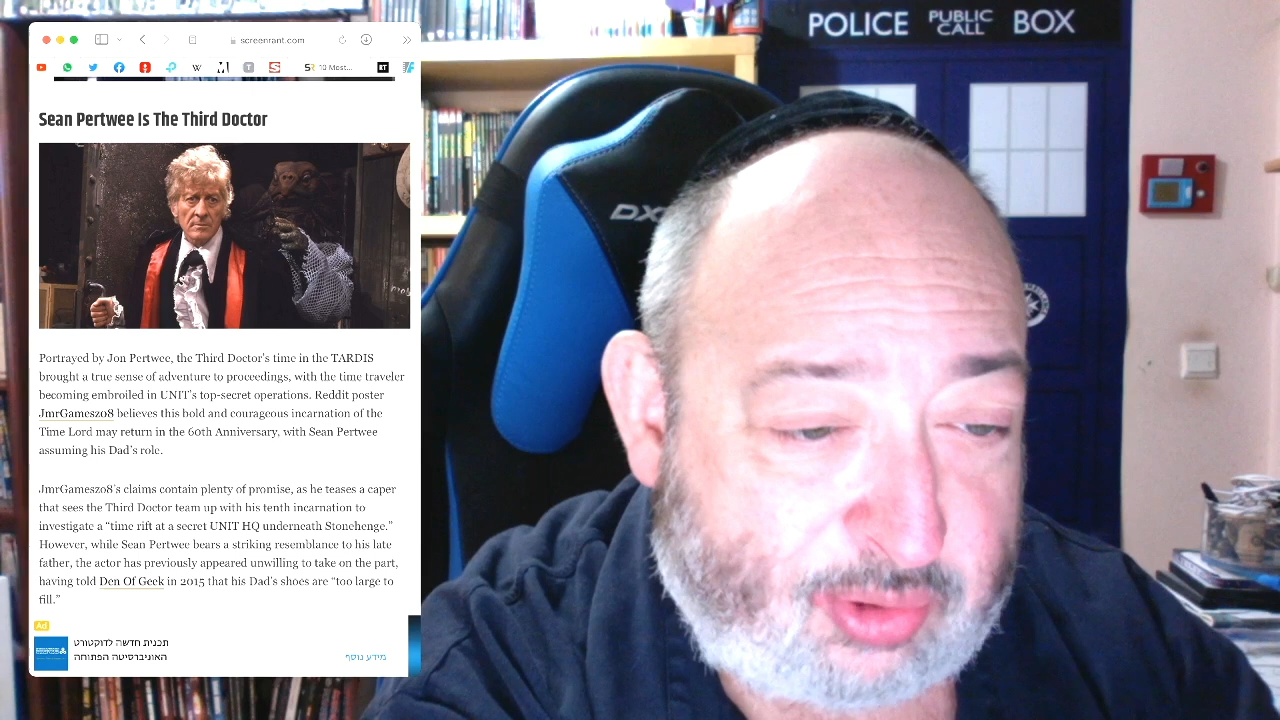 screenrant.com
10 Most...
RT
Sean Pertwee Is The Third Doctor
Portrayed by Jon Pertwee, the Third Doctor's time in the TARDIS
brought a true sense of adventure to proceedings, with the time traveler
becoming embroiled in UNIT's top-secret operations. Reddit poster
JmrGames308 believes this bold and courageous incarnation of the
Time Lord may return in the 60th Anniversary, with Sean Pertwee
assuming his Dad's role.
JmrGames308's claims contain plenty of promise, as he teases a caper
that sees the Third Doctor team up with his tenth incarnation to
investigate a “time rift at a secret UNIT HQ underneath Stonehenge.”
However, while Sean Pertwee bears a striking resemblance to his late
father, the actor has previously appeared unwilling to take on the part,
having told Den Of Geek in 2015 that his Dad's shoes are “too large to
fill.”
Ad
תכנית חדשה לדוקטורט
האוניברסיטה הפתוחה
מידע נוסף
POLICE PUBLIC CALL BOX
DX